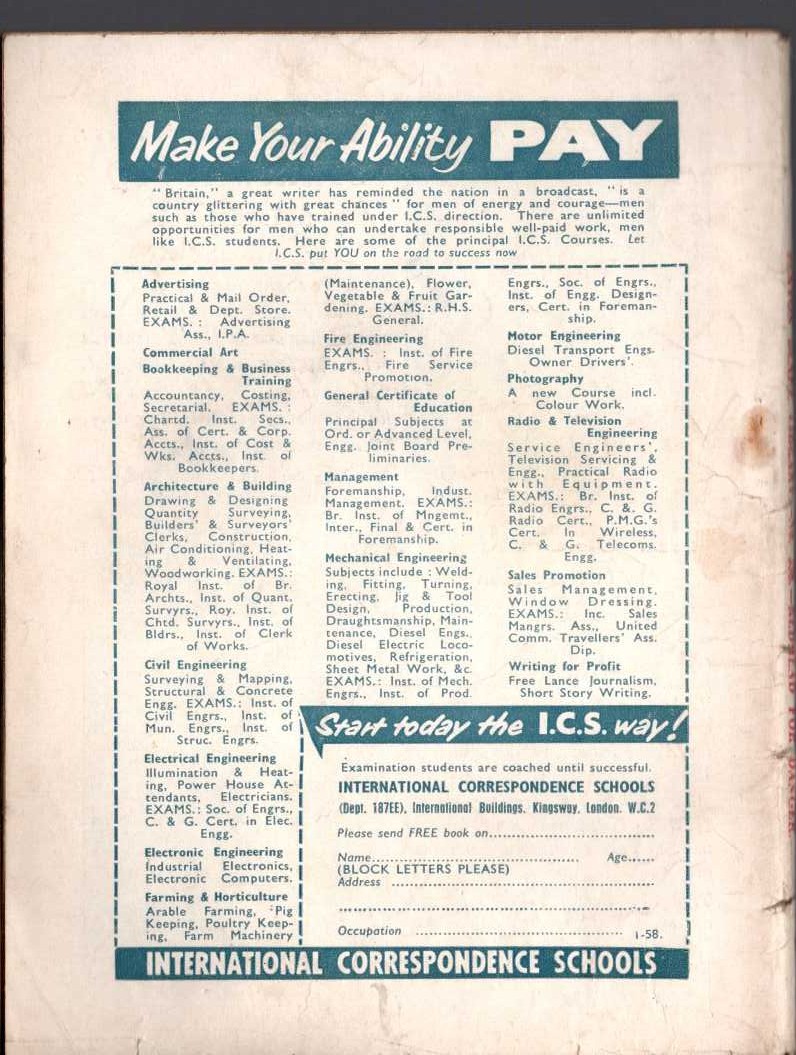 Make Your Ability PAY
" Britain," a great writer has reminded the nation in a broadcast, " is a
country glittering with great chances " for men of energy and courage—men
such as those who have trained under I.C.S. direction. There are unlimited
opportunities for men who can undertake responsible well-paid work, men
like I.C.S. students. Here are some of the principal I.C.S. Courses. Let
I.C.S. put YOU on the road to success now
Advertising
Practical & Mail Order,
Retail & Dept. Store.
EXAMS. : Advertising
Ass., I.P.A.
Commercial Art
Bookkeeping & Business
Training
Accountancy, Costing,
Secretarial. EXAMS. :
Chartd. Inst. Secs.,
Ass. of Cert. & Corp.
Accts., Inst. of Cost &
Wks. Accts., Inst. of
Bookkeepers.
Architecture & Building
Drawing & Designing
Quantity Surveying,
Builders' & Surveyors'
Clerks, Construction,
Air Conditioning, Heat-
ing & Ventilating,
Woodworking. EXAMS.:
Royal Inst. of Br.
Archts., Inst. of Quant.
Survyrs., Roy. Inst. of
Chtd. Survyrs., Inst. of
Bldrs., Inst. of Clerk
of Works.
Civil Engineering
Surveying & Mapping,
Structural & Concrete
Engg. EXAMS.: Inst. of
Civil Engrs., Inst. of
Mun. Engrs., Inst. of
Struc. Engrs.
Electrical Engineering
Illumination & Heat-
ing, Power House At-
tendants, Electricians.
EXAMS.: Soc. of Engrs.,
C. & G. Cert. in Elec.
Engg.
Electronic Engineering
Industrial Electronics,
Electronic Computers.
Farming & Horticulture
Arable Farming, Pig
Keeping, Poultry Keep-
ing, Farm Machinery
(Maintenance), Flower,
Vegetable & Fruit Gar-
dening. EXAMS.: R.H.S.
General.
Fire Engineering
EXAMS. : Inst. of Fire
Engrs., Fire Service
Promotion.
General Certificate of
Education
Principal Subjects at
Ord. or Advanced Level,
Engg. Joint Board Pre-
liminaries.
Management
Foremanship, Indust.
Management. EXAMS.:
Br. Inst. of Mngemt.,
Inter., Final & Cert. in
Foremanship.
Mechanical Engineering
Subjects include : Weld-
ing, Fitting, Turning,
Erecting, Jig & Tool
Design, Production,
Draughtsmanship, Main-
tenance, Diesel Engs.,
Diesel Electric Loco-
motives, Refrigeration,
Sheet Metal Work, &c.
EXAMS.: Inst. of Mech.
Engrs., Inst. of Prod.
Engrs., Soc. of Engrs.,
Inst. of Engg. Design-
ers, Cert. in Foreman-
ship.
Motor Engineering
Diesel Transport Engs.
Owner Drivers'.
Photography
A new Course incl.
Colour Work.
Radio & Television
Engineering
Service Engineers',
Television Servicing &
Engg., Practical Radio
with Equipment.
EXAMS.: Br. Inst. of
Radio Engrs., C. & G.
Radio Cert., P.M.G.'s
Cert. In Wireless,
C. & G. Telecoms.
Engg.
Sales Promotion
Sales Management,
Window Dressing.
EXAMS.: Inc. Sales
Mangrs. Ass., United
Comm. Travellers' Ass.
Dip.
Writing for Profit
Free Lance Journalism,
Short Story Writing.
Start today the I.C.S. way!
Examination students are coached until successful.
INTERNATIONAL CORRESPONDENCE SCHOOLS
(Dept. 187EE), International Buildings, Kingsway, London, W.C.2
Please send FREE book on..........................................
Name.................................................... Age......
(BLOCK LETTERS PLEASE)
Address ..................................................................
..............................................................................
Occupation .................................................... 1-58.
INTERNATIONAL CORRESPONDENCE SCHOOLS